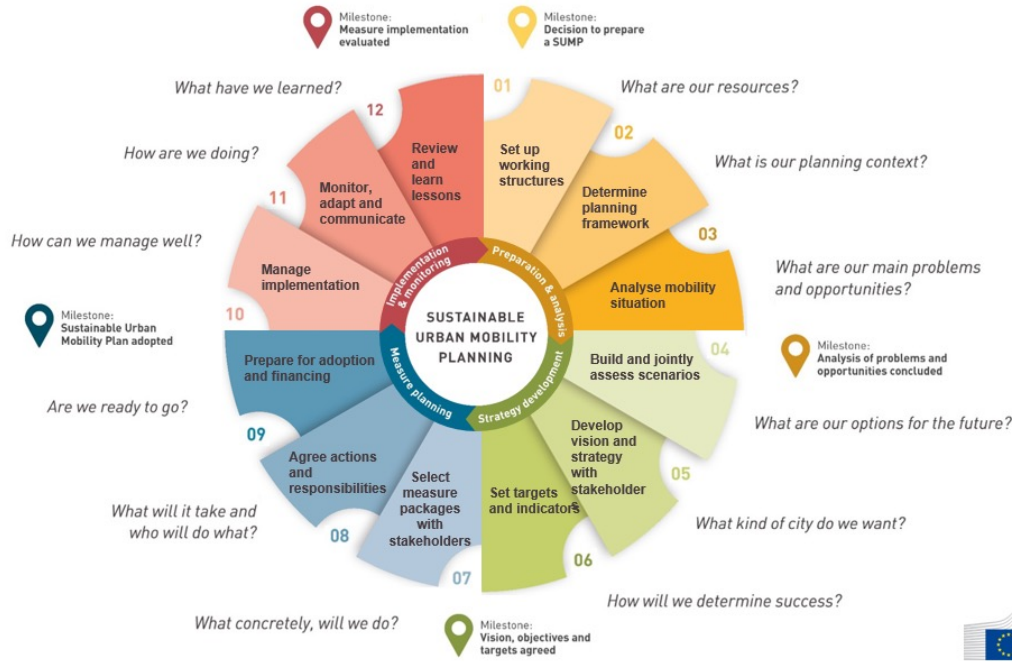 Milestone:
Measure implementation
evaluated
Milestone:
Decision to prepare
a SUMP
01
Set up
working
structures
What are our resources?
02
Determine
planning
framework
What is our planning context?
03
Analyse mobility
situation
What are our main problems
and opportunities?
Milestone:
Analysis of problems and
opportunities concluded
04
Build and jointly
assess scenarios
What are our options for the future?
05
Develop
vision and
strategy
with
stakeholder
s
What kind of city do we want?
06
Set targets
and indicators
How will we determine success?
Milestone:
Vision, objectives and
targets agreed
07
Select
measure
packages
with
stakeholders
What concretely, will we do?
08
Agree actions
and
responsibilities
What will it take and
who will do what?
09
Prepare for adoption
and financing
Are we ready to go?
Milestone:
Sustainable Urban
Mobility Plan adopted
10
Manage
implementation
How can we manage well?
11
Monitor,
adapt and
communicate
How are we doing?
12
Review
and
learn
lessons
What have we learned?
Preparation & analysis
Strategy development
Measure planning
Implementation
& monitoring
SUSTAINABLE
URBAN MOBILITY
PLANNING